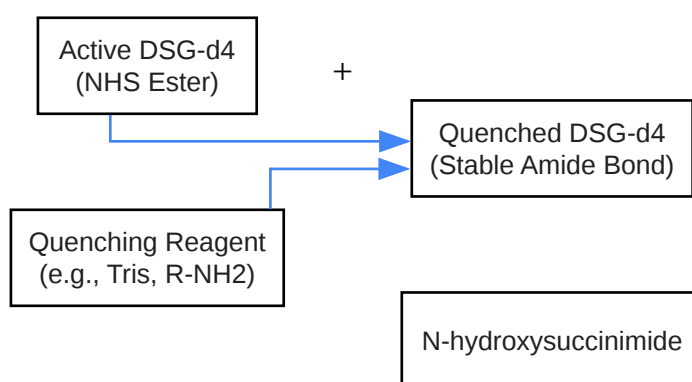 Active DSG-d4
(NHS Ester)
+
Quenched DSG-d4
(Stable Amide Bond)
Quenching Reagent
(e.g., Tris, R-NH2)
N-hydroxysuccinimide